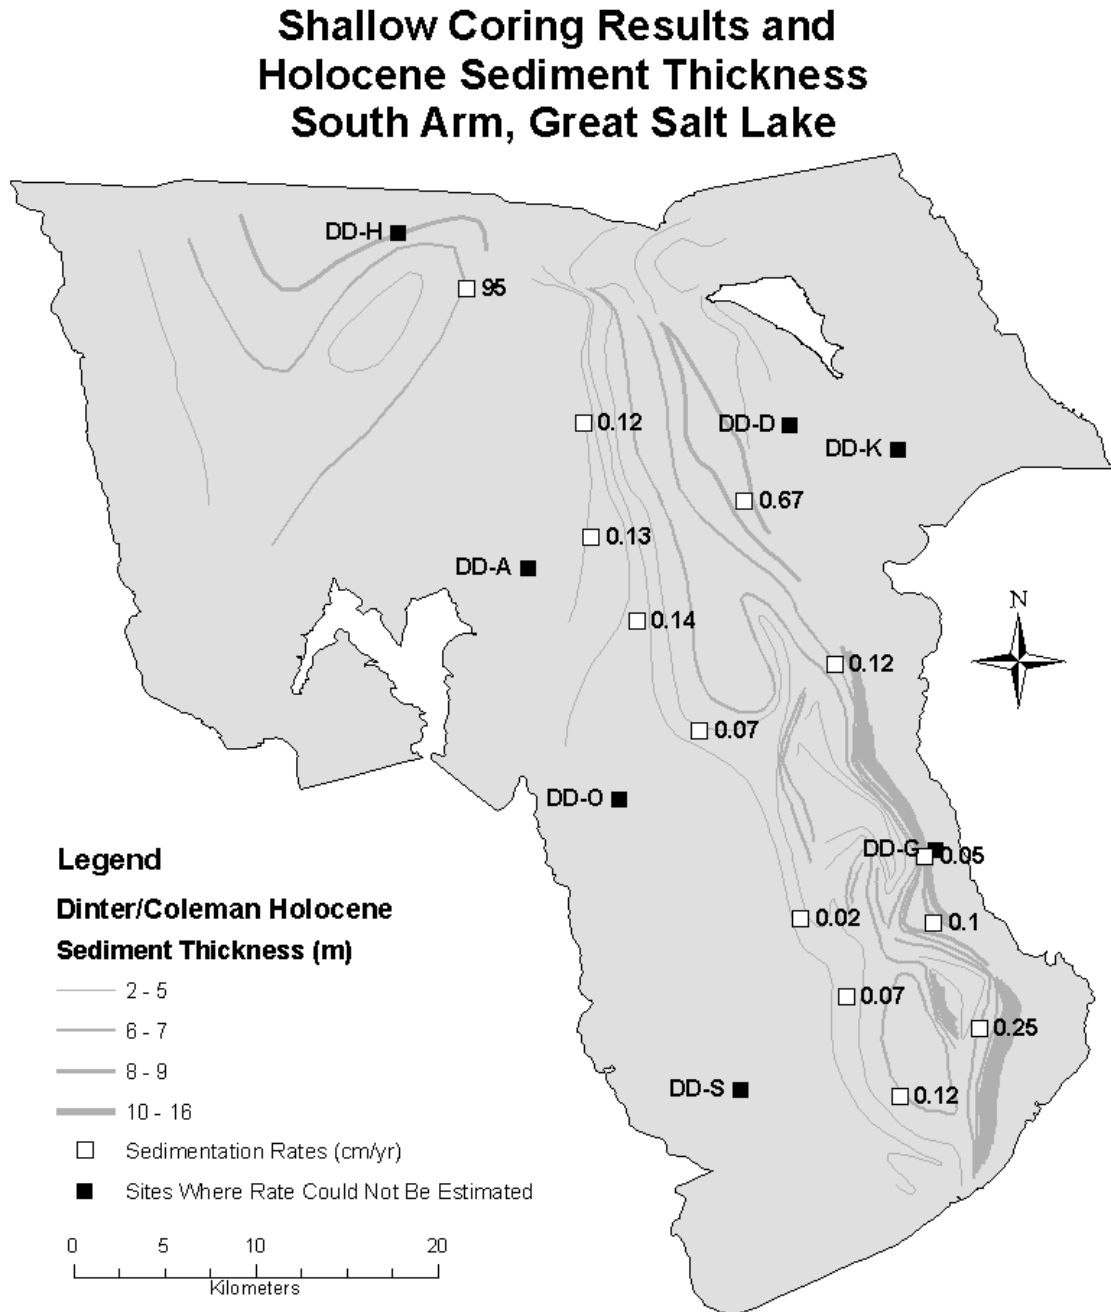 Shallow Coring Results and
Holocene Sediment Thickness
South Arm, Great Salt Lake
DD-H
95
0.12
DD-D
DD-K
0.67
0.13
DD-A
N
0.14
0.12
0.07
DD-O
DD-G
0.05
0.02
0.1
0.07
0.25
DD-S
0.12
Legend
Dinter/Coleman Holocene
Sediment Thickness (m)
2 - 5
6 - 7
8 - 9
10 - 16
Sedimentation Rates (cm/yr)
Sites Where Rate Could Not Be Estimated
0 5 10 20
Kilometers